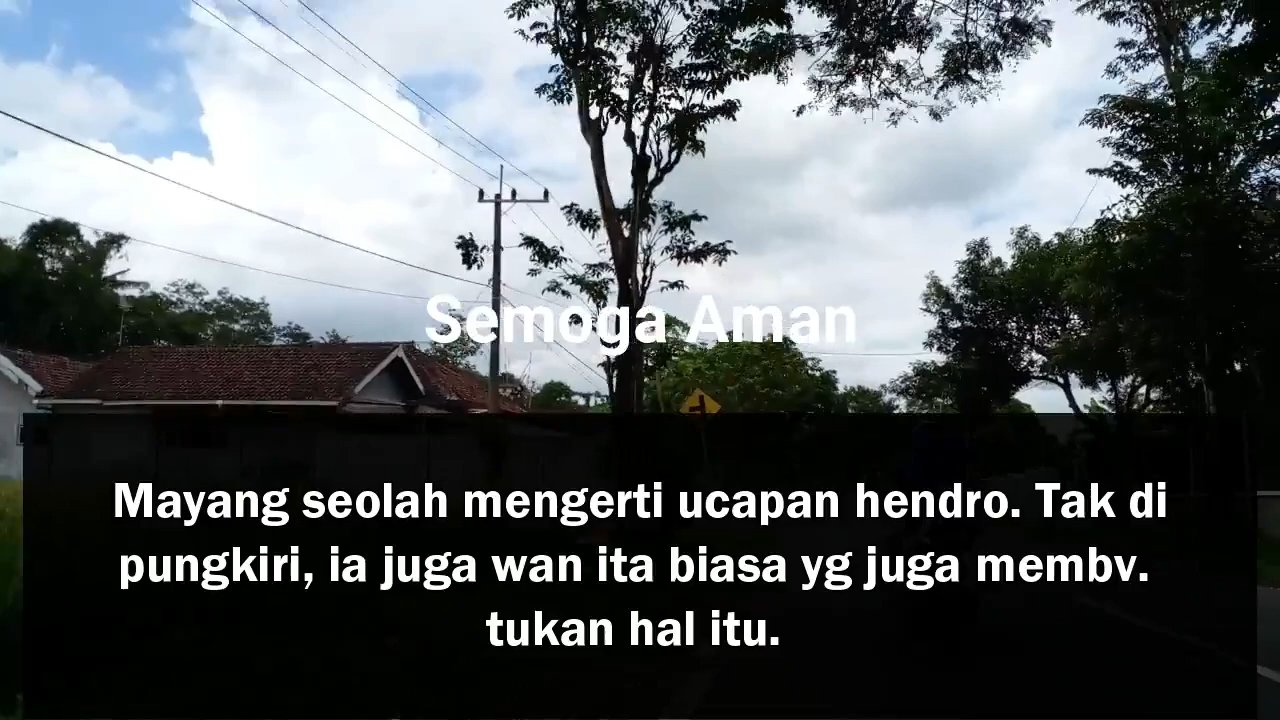 Semoga Aman
Mayang seolah mengerti ucapan hendro. Tak di
pungkiri, ia juga wan ita biasa yg juga membv.
tukan hal itu.